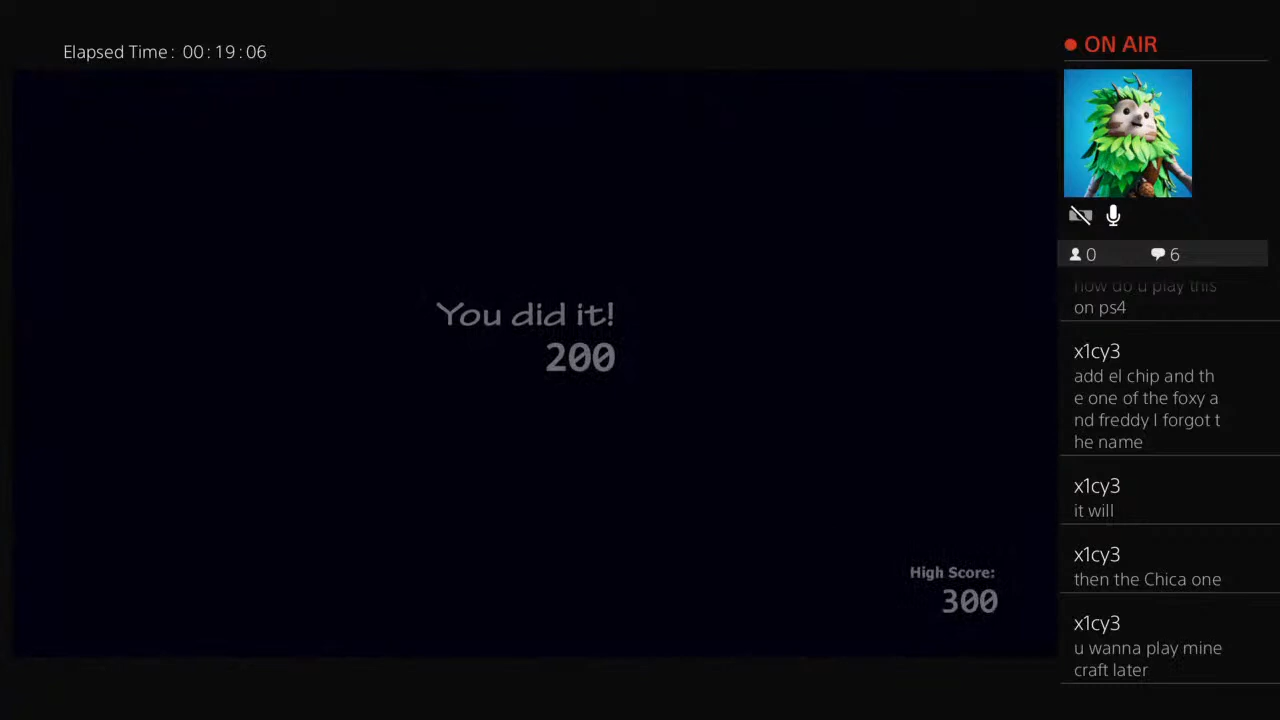 Elapsed Time: 00:19:06
ON AIR
You did it!
200
High Score:
300
0 6
how do u play this
on ps4
x1cy3
add el chip and th
e one of the foxy a
nd freddy I forgot t
he name
x1cy3
it will
x1cy3
then the Chica one
x1cy3
u wanna play mine
craft later